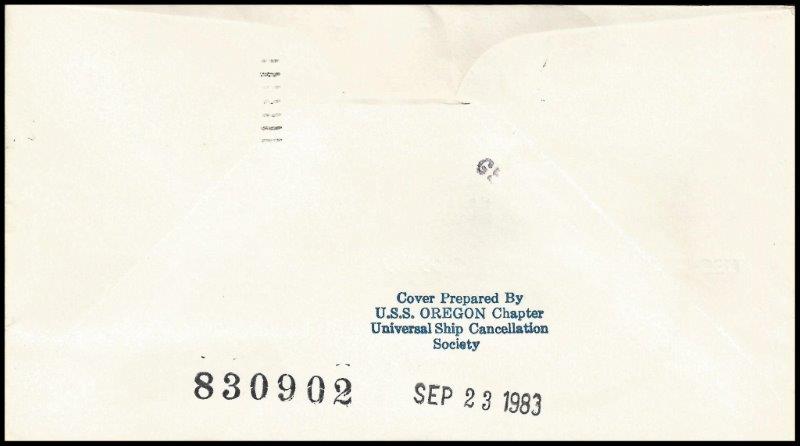 Cover Prepared By
U.S.S. OREGON Chapter
Universal Ship Cancellation
Society
830902
SEP 23 1983